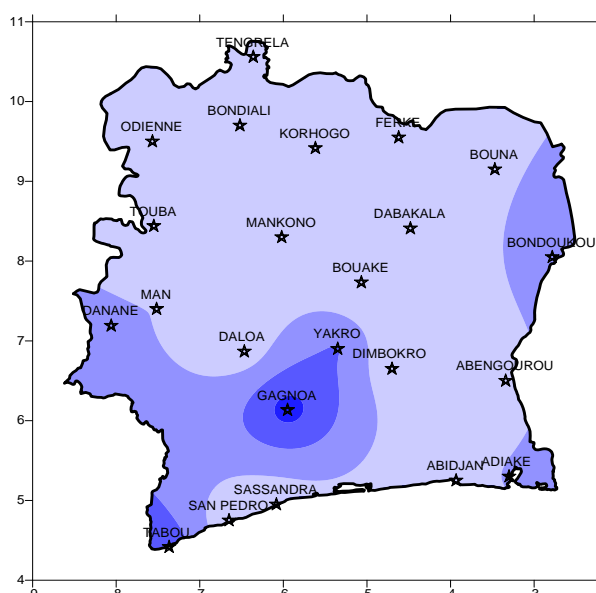 11
TENGRELA
10
BONDIALI
ODIENNE
KORHOGO
FERKE
BOUNA
9
TOUBA
MANKONO
DABAKALA
BONDOUKOU
8
BOUAKE
MAN
DANANE
7
DALOA
YAKRO
DIMBOKRO
ABENGOUROU
GAGNOA
6
ABIDJAN
ADIAKE
5
SASSANDRA
SAN PEDRO
TABOU
4
-9 -8 -7 -6 -5 -4 -3